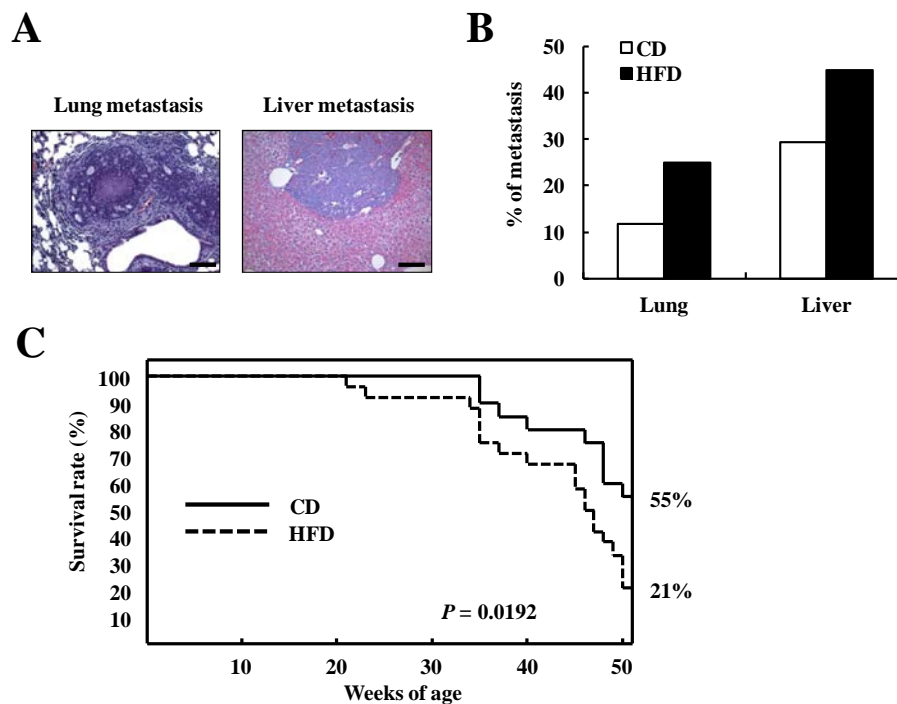 A
Lung metastasis
Liver metastasis
B
% of metastasis
50
40
30
20
10
0
CD
HFD
Lung
Liver
C
Survival rate (%)
100
90
80
70
60
50
40
30
20
10
CD
HFD
P = 0.0192
55%
21%
10
20
30
40
50
Weeks of age